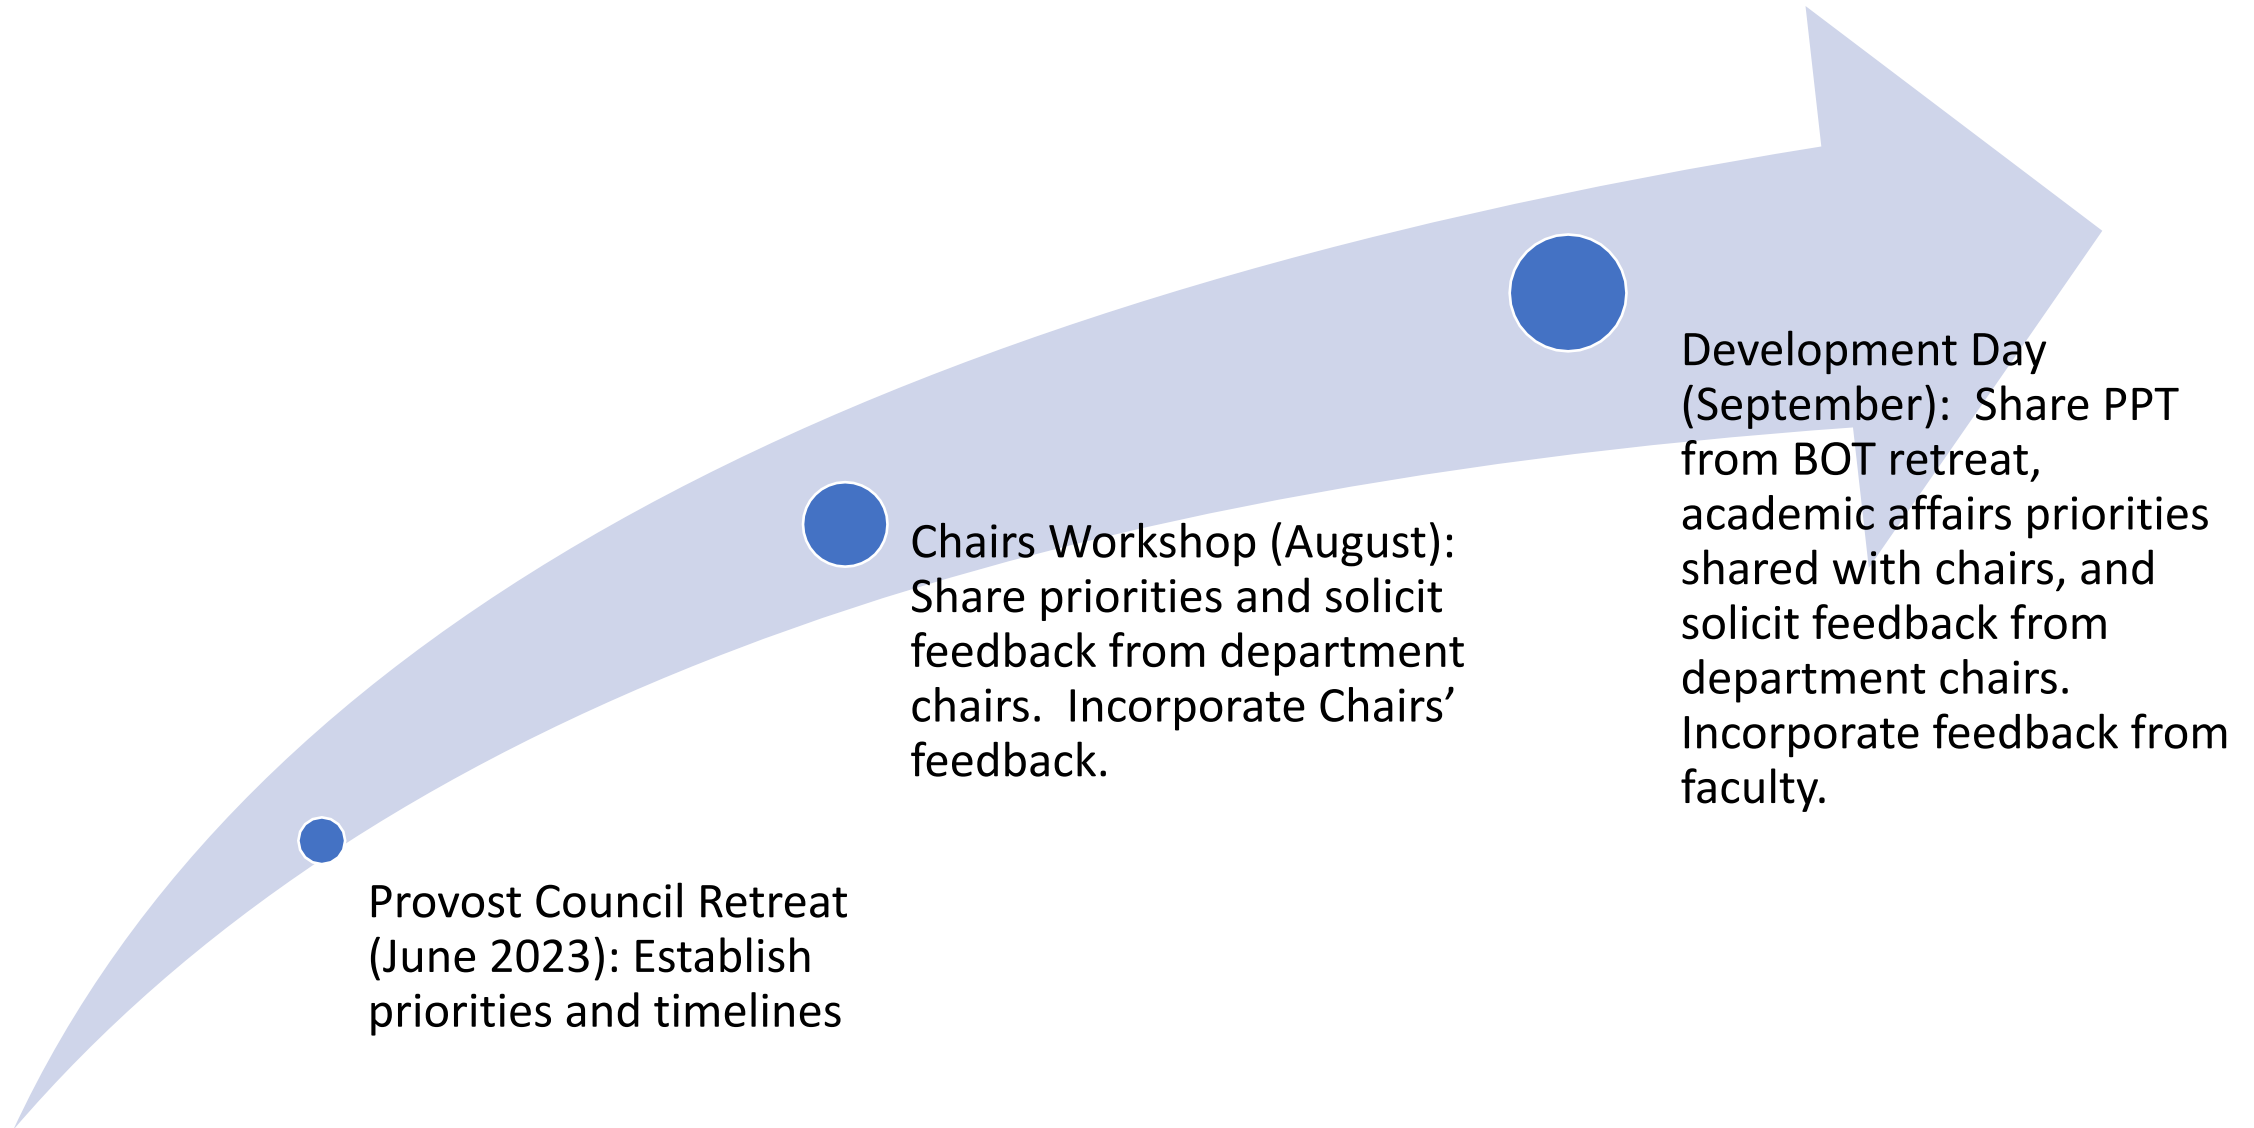 Development Day
(September):  Share PPT
from BOT retreat,
academic affairs priorities
shared with chairs, and
solicit feedback from
department chairs.
Incorporate feedback from
faculty.
Chairs Workshop (August):
Share priorities and solicit
feedback from department
chairs.  Incorporate Chairs’
feedback.
Provost Council Retreat
(June 2023): Establish
priorities and timelines